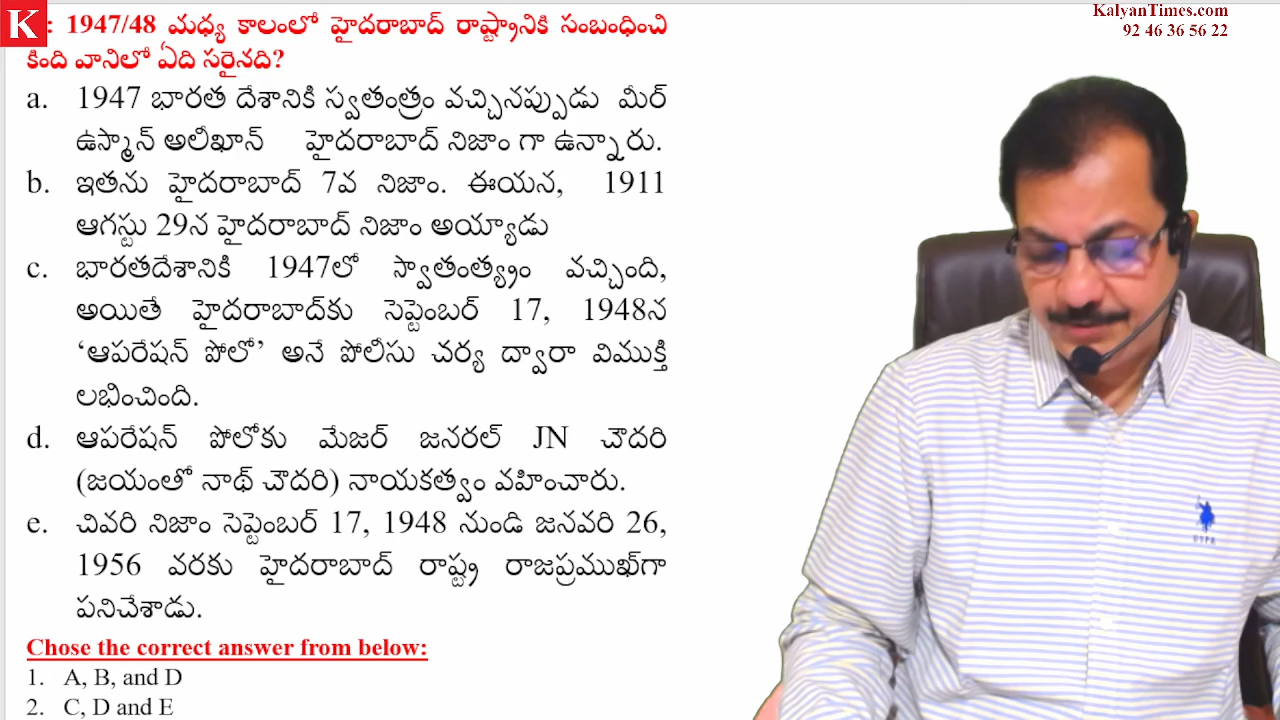 KalyanTimes.com
92 46 36 56 22
K : 1947/48 మధ్య కాలంలో హైదరాబాద్ రాష్ట్రానికి సంబంధించి
కింది వానిలో ఏది సరైనది?
a. 1947 భారత దేశానికి స్వతంత్రం వచ్చినప్పుడు మీర్
ఉస్మాన్ అలీఖాన్ హైదరాబాద్ నిజాం గా ఉన్నారు.
b. ఇతను హైదరాబాద్ 7వ నిజాం. ఈయన, 1911
ఆగస్టు 29న హైదరాబాద్ నిజాం అయ్యాడు
c. భారతదేశానికి 1947లో స్వాతంత్య్రం వచ్చింది,
అయితే హైదరాబాద్‌కు సెప్టెంబర్ 17, 1948న
‘ఆపరేషన్ పోలో’ అనే పోలీసు చర్య ద్వారా విముక్తి
లభించింది.
d. ఆపరేషన్ పోలోకు మేజర్ జనరల్ JN చౌదరి
(జయంతో నాథ్ చౌదరి) నాయకత్వం వహించారు.
e. చివరి నిజాం సెప్టెంబర్ 17, 1948 నుండి జనవరి 26,
1956 వరకు హైదరాబాద్ రాష్ట్ర రాజప్రముఖ్‌గా
పనిచేశాడు.
Chose the correct answer from below:
1. A, B, and D
2. C, D and E
USPA